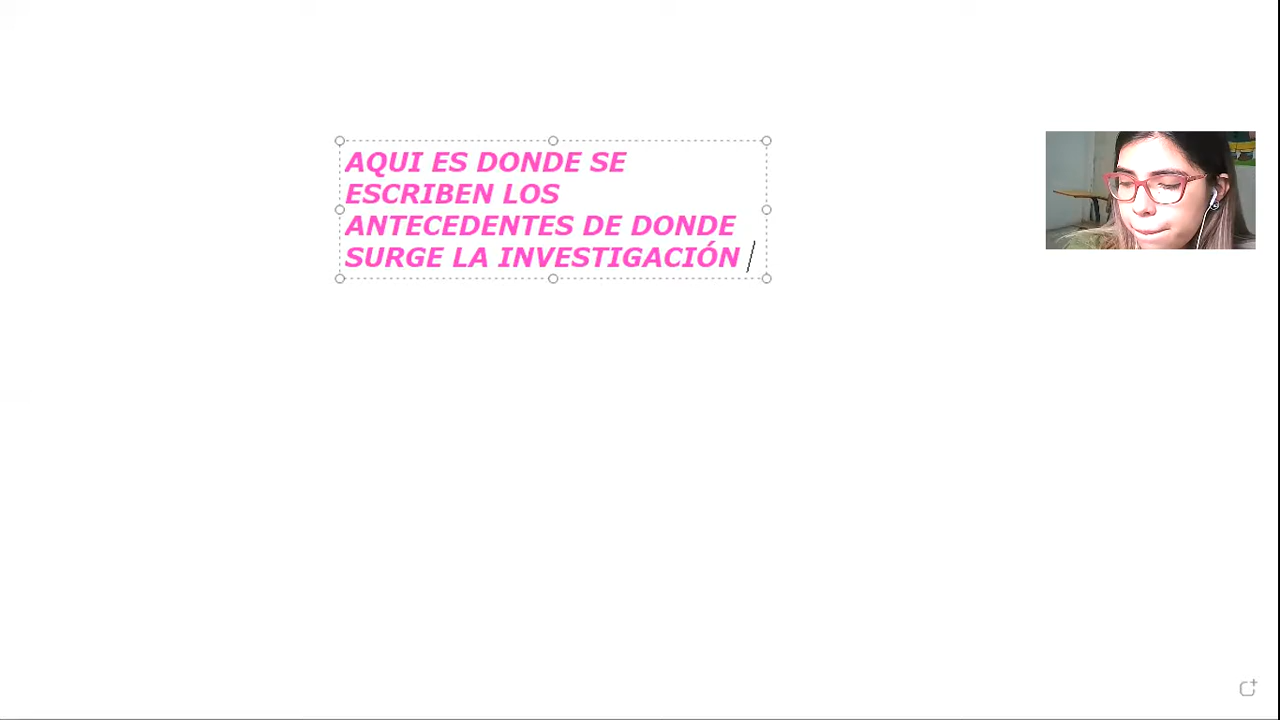 AQUI ES DONDE SE
ESCRIBEN LOS
ANTECEDENTES DE DONDE
SURGE LA INVESTIGACIÓN